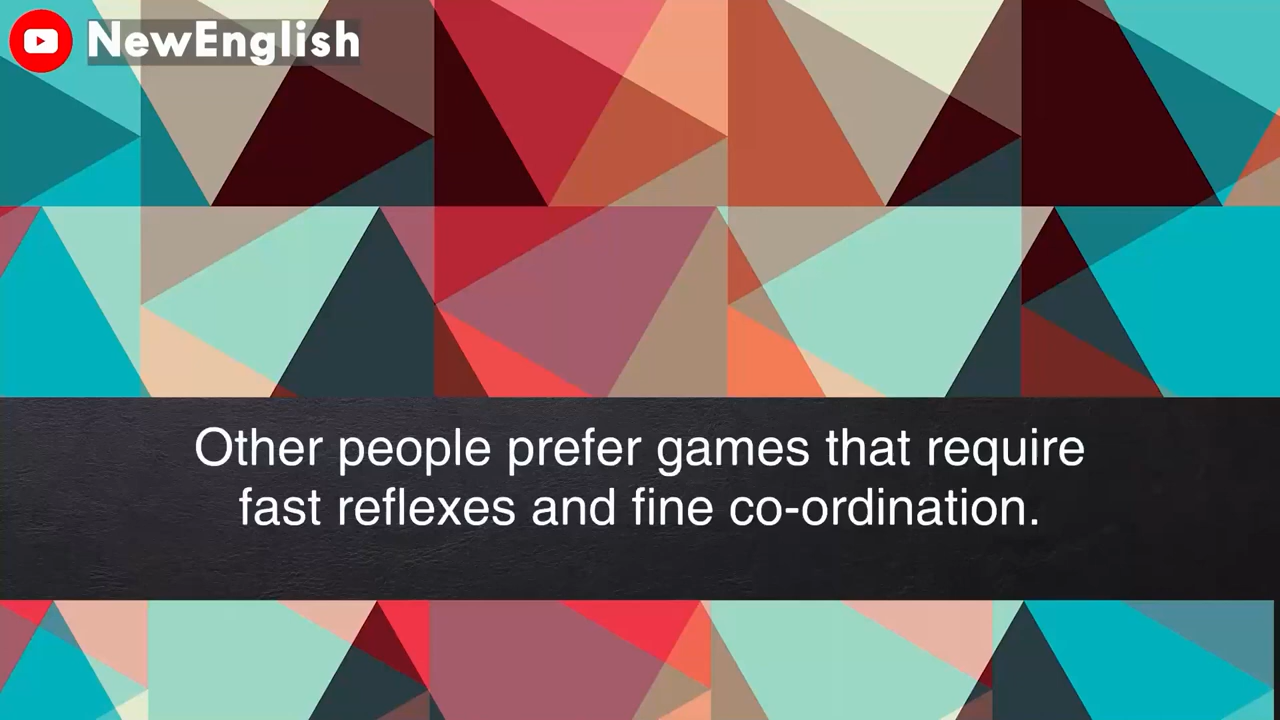 NewEnglish
Other people prefer games that require
fast reflexes and fine co-ordination.